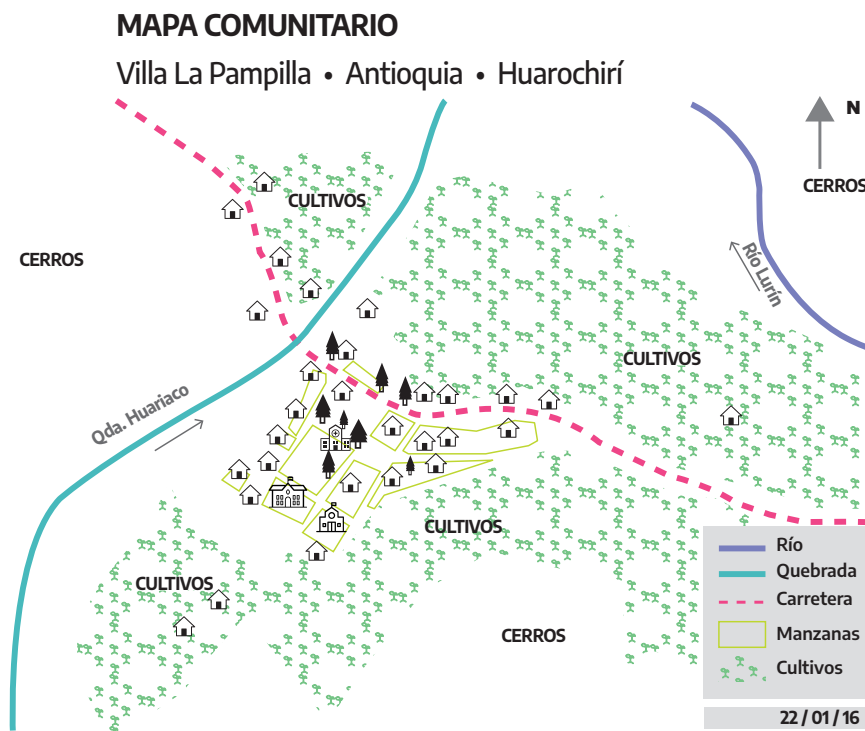 MAPA COMUNITARIO
Villa La Pampilla • Antioquia • Huarochirí
N
CERROS
CULTIVOS
CERROS
Río Lurín
CULTIVOS
Qda. Huariaco
CULTIVOS
CULTIVOS
CERROS
Río
Quebrada
Carretera
Manzanas
Cultivos
22 / 01 / 16